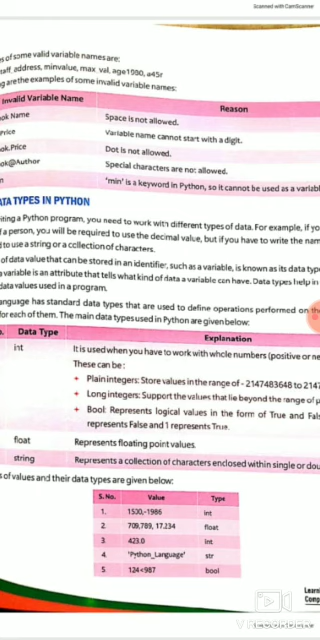 Scanned with CamScanner
s of some valid variable names are:
taff, address, minvalue, max_val, age1990, e45r
g are the examples of some invalid variable names:
Invalid Variable Name Reason
ok Name Space is not allowed.
Price Variable name cannot start with a digit.
ok.Price Dot is not allowed.
ok@Author Special characters are not allowed.
n 'min' is a keyword in Python, so it cannot be used as a variabl
ATA TYPES IN PYTHON
iting a Python program, you need to work with different types of data. For example, if yo
f a person, you will be required to use the decimal value, but if you have to write the nam
d to use a string or a collection of characters.
of data value that can be stored in an identifier, such as a variable, is known as its data type
variable is an attribute that tells what kind of data a variable can have. Data types help in
data values used in a program.
anguage has standard data types that are used to define operations performed on th
for each of them. The main data types used in Python are given below:
o. Data Type Explanation
int It is used when you have to work with whole numbers (positive or ne
These can be:
+ Plain integers: Store values in the range of - 2147483648 to 2147
+ Long integers: Support the values that lie beyond the range of p
+ Bool: Represents logical values in the form of True and Fals
represents False and 1 represents True.
float Represents floating point values.
string Represents a collection of characters enclosed within single or dou
s of values and their data types are given below:
S. No. Value Type
1. 1500,-1986 int
2. 709,789, 17.234 float
3. 423.0 int
4. 'Python_Language' str
5. 124<987 bool
Learni
Comp
V RECORDER